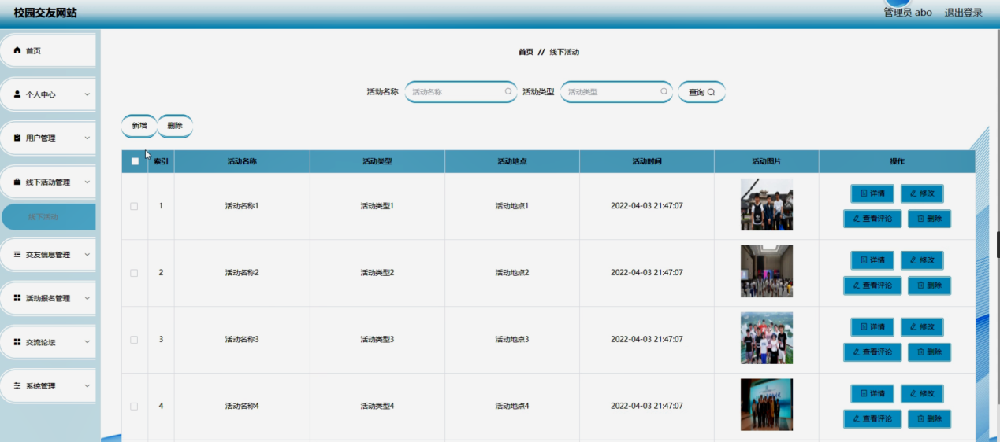 校园交友网站
管理员 abo 退出登录
首页
个人中心
用户管理
线下活动管理
线下活动
交友信息管理
活动报名管理
交流论坛
系统管理
首页 // 线下活动
活动名称 活动名称 活动类型 活动类型 查询
新增 删除
索引 活动名称 活动类型 活动地点 活动时间 活动图片 操作
1 活动名称1 活动类型1 活动地点1 2022-04-03 21:47:07 详情 修改
查看评论 删除
2 活动名称2 活动类型2 活动地点2 2022-04-03 21:47:07 详情 修改
查看评论 删除
3 活动名称3 活动类型3 活动地点3 2022-04-03 21:47:07 详情 修改
查看评论 删除
4 活动名称4 活动类型4 活动地点4 2022-04-03 21:47:07 详情 修改
查看评论 删除